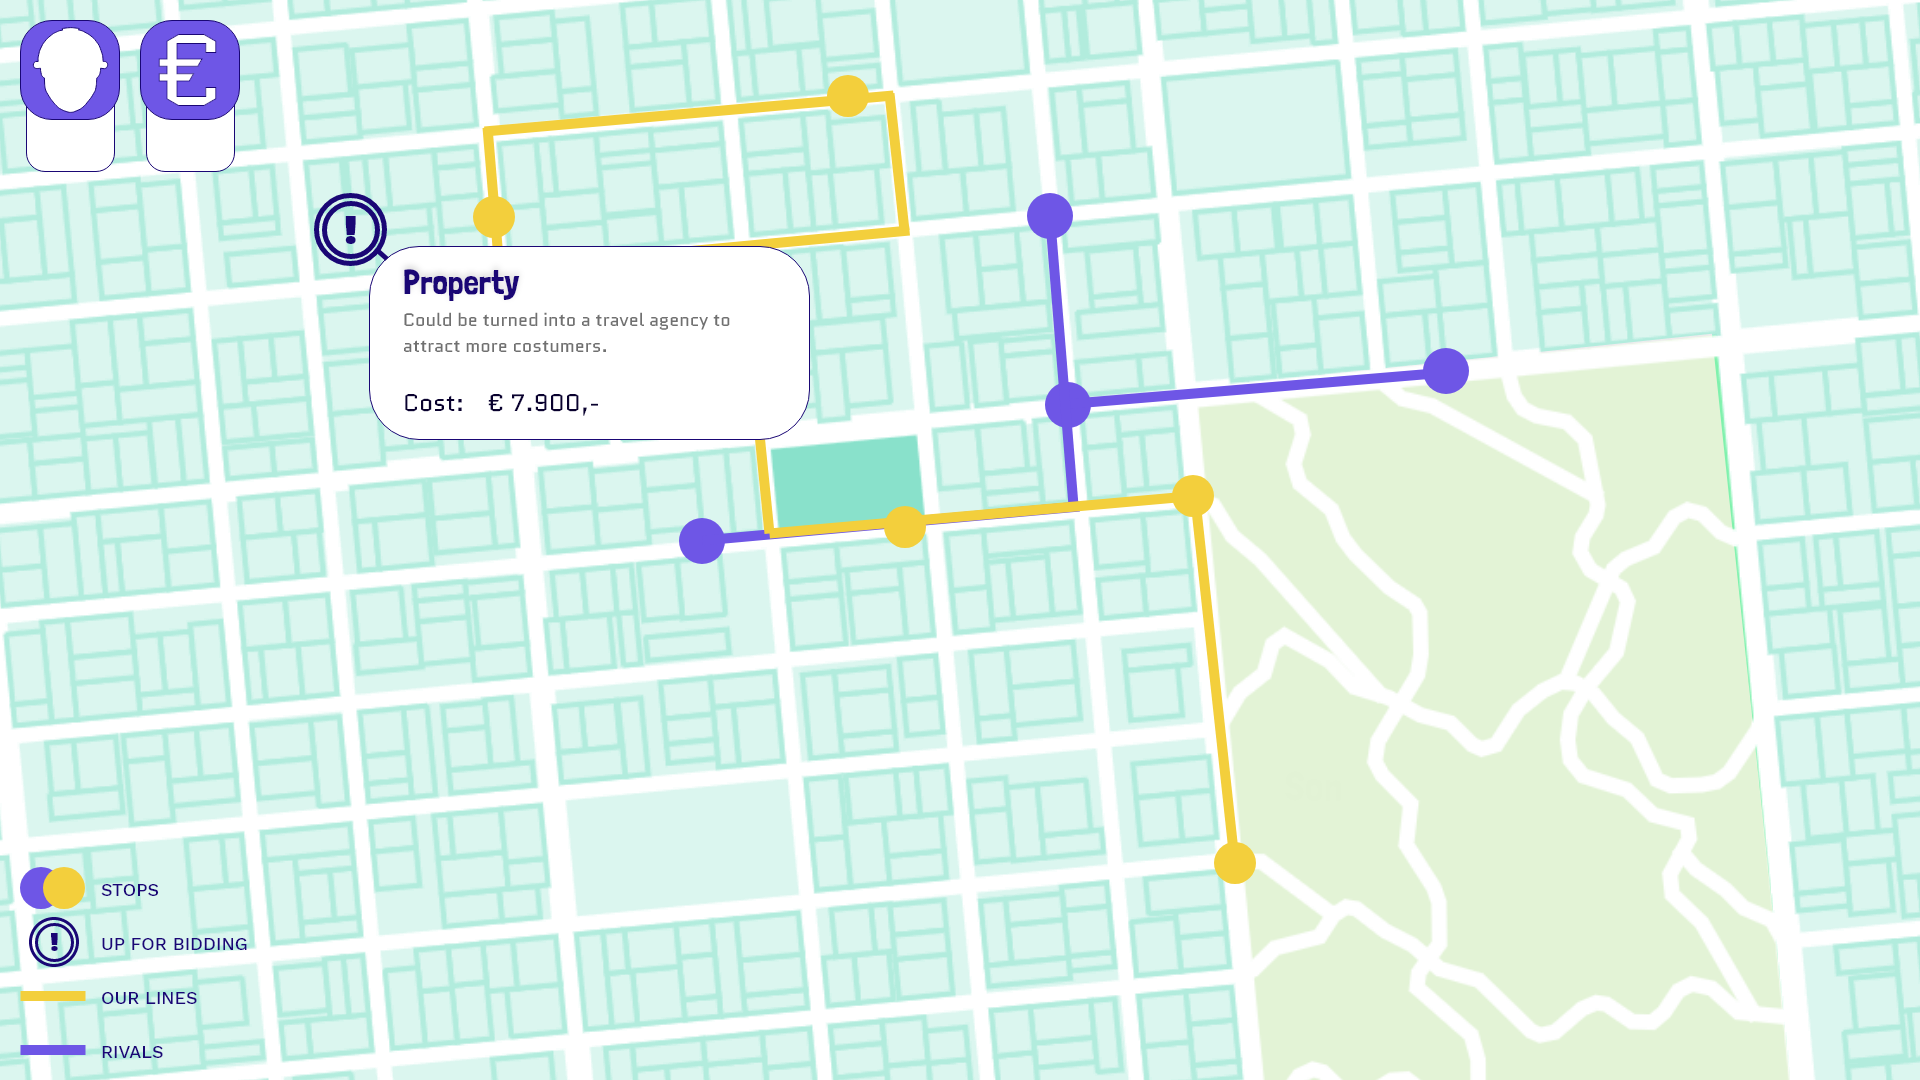 €
!
Property
Could be turned into a travel agency to
attract more costumers.
Cost: € 7.900,-
STOPS
! UP FOR BIDDING
OUR LINES
RIVALS